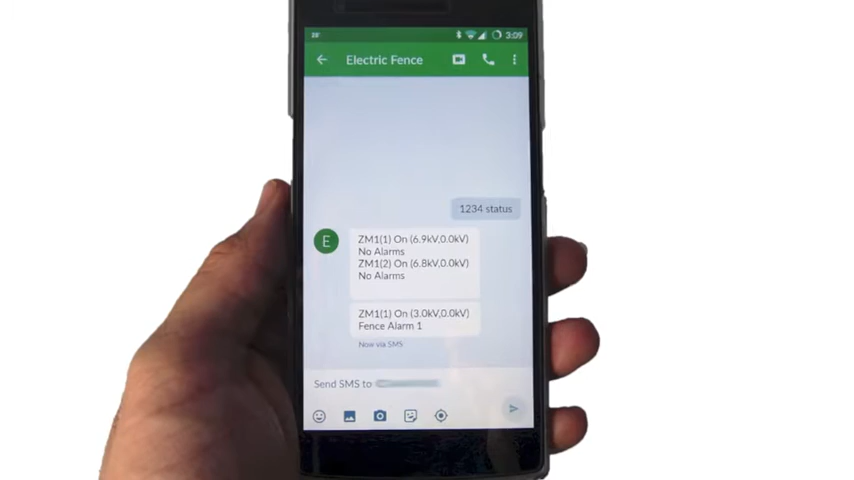 28°
3:09
Electric Fence
1234 status
E
ZM1(1) On (6.9kV,0.0kV)
No Alarms
ZM1(2) On (6.8kV,0.0kV)
No Alarms
ZM1(1) On (3.0kV,0.0kV)
Fence Alarm 1
Now via SMS
Send SMS to